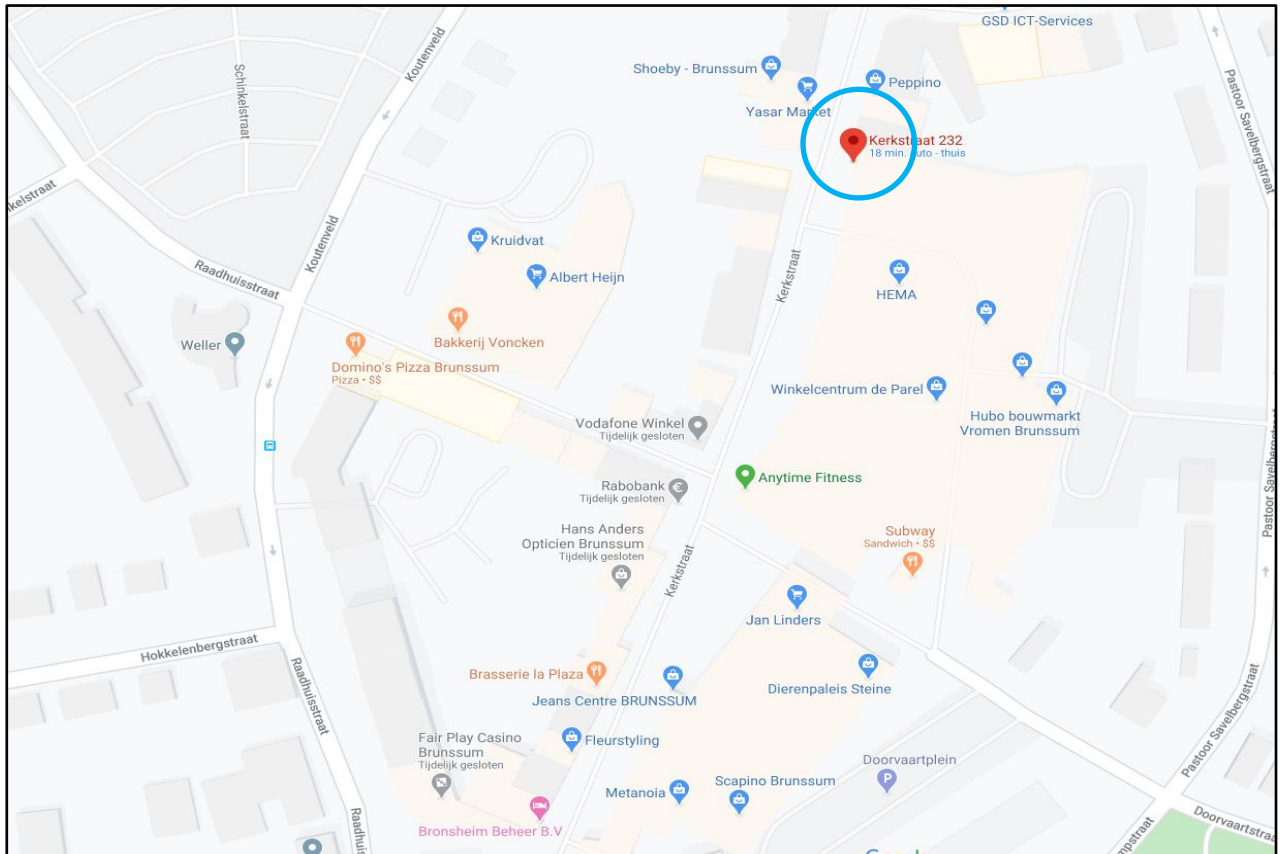 GSD ICT-Services
Koutenveld
Schinkelstraat
Shoeby - Brunssum
Peppino
Yasar Market
Pastoor Savelbergstraat
Kerkstraat 232
18 min. auto - thuis
Koutenveld
Kruidvat
Raadhuisstraat
Albert Heijn
Kerkstraat
HEMA
Bakkerij Voncken
Weller
Domino's Pizza Brunssum
Pizza • $$
Winkelcentrum de Parel
Hubo bouwmarkt
Vromen Brunssum
Vodafone Winkel
Tijdelijk gesloten
Pastoor Savelbergstraat
Anytime Fitness
Rabobank
Tijdelijk gesloten
Hans Anders
Opticien Brunssum
Tijdelijk gesloten
Subway
Sandwich • $$
Kerkstraat
Jan Linders
Hokkelenbergstraat
Raadhuisstraat
Brasserie la Plaza
Jeans Centre BRUNSSUM
Dierenpaleis Steine
Pastoor Savelbergstraat
Fair Play Casino
Brunssum
Tijdelijk gesloten
Fleurstyling
Doorvaartplein
P
Metanoia
Scapino Brunssum
Bronsheim Beheer B.V